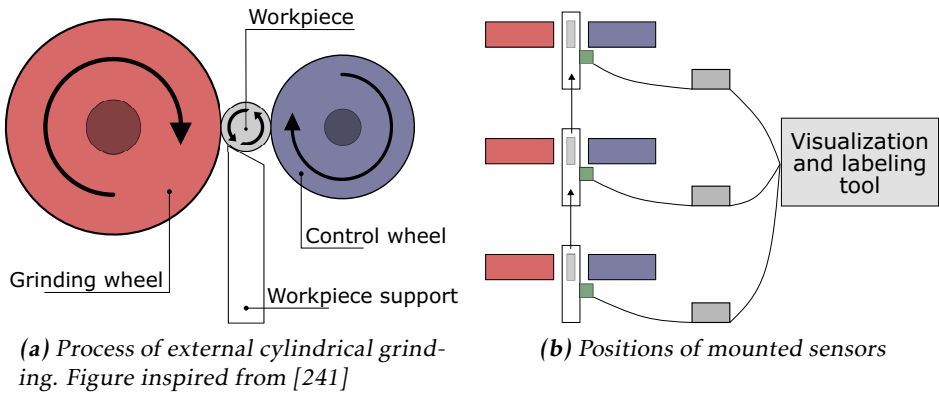 Workpiece
Control wheel
Grinding wheel
Workpiece support
(a) Process of external cylindrical grind-
ing. Figure inspired from [241]
Visualization
and labeling
tool
(b) Positions of mounted sensors